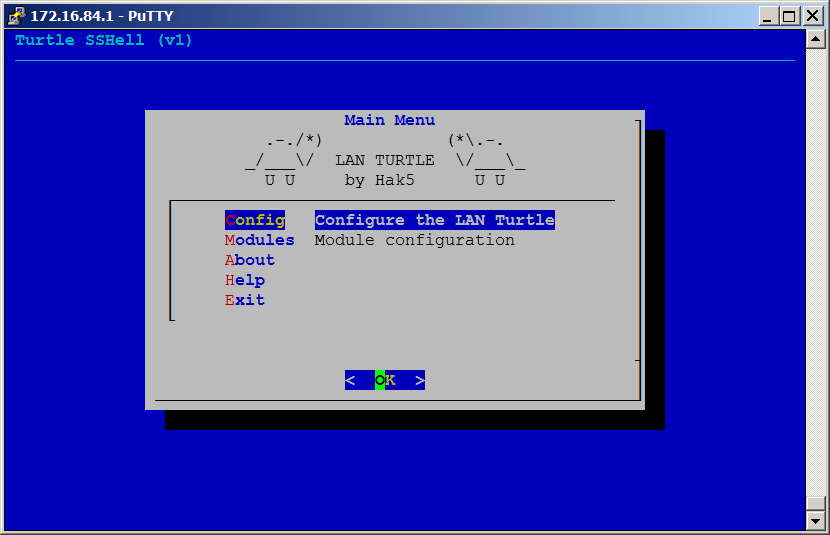 172.16.84.1 - PuTTY
Turtle SSHell (v1)
Main Menu
.-./*)            (*\.-.
_/___\/  LAN TURTLE  \/___\_
U U     by Hak5      U U
Config   Configure the LAN Turtle
Modules  Module configuration
About
Help
Exit
<  OK  >